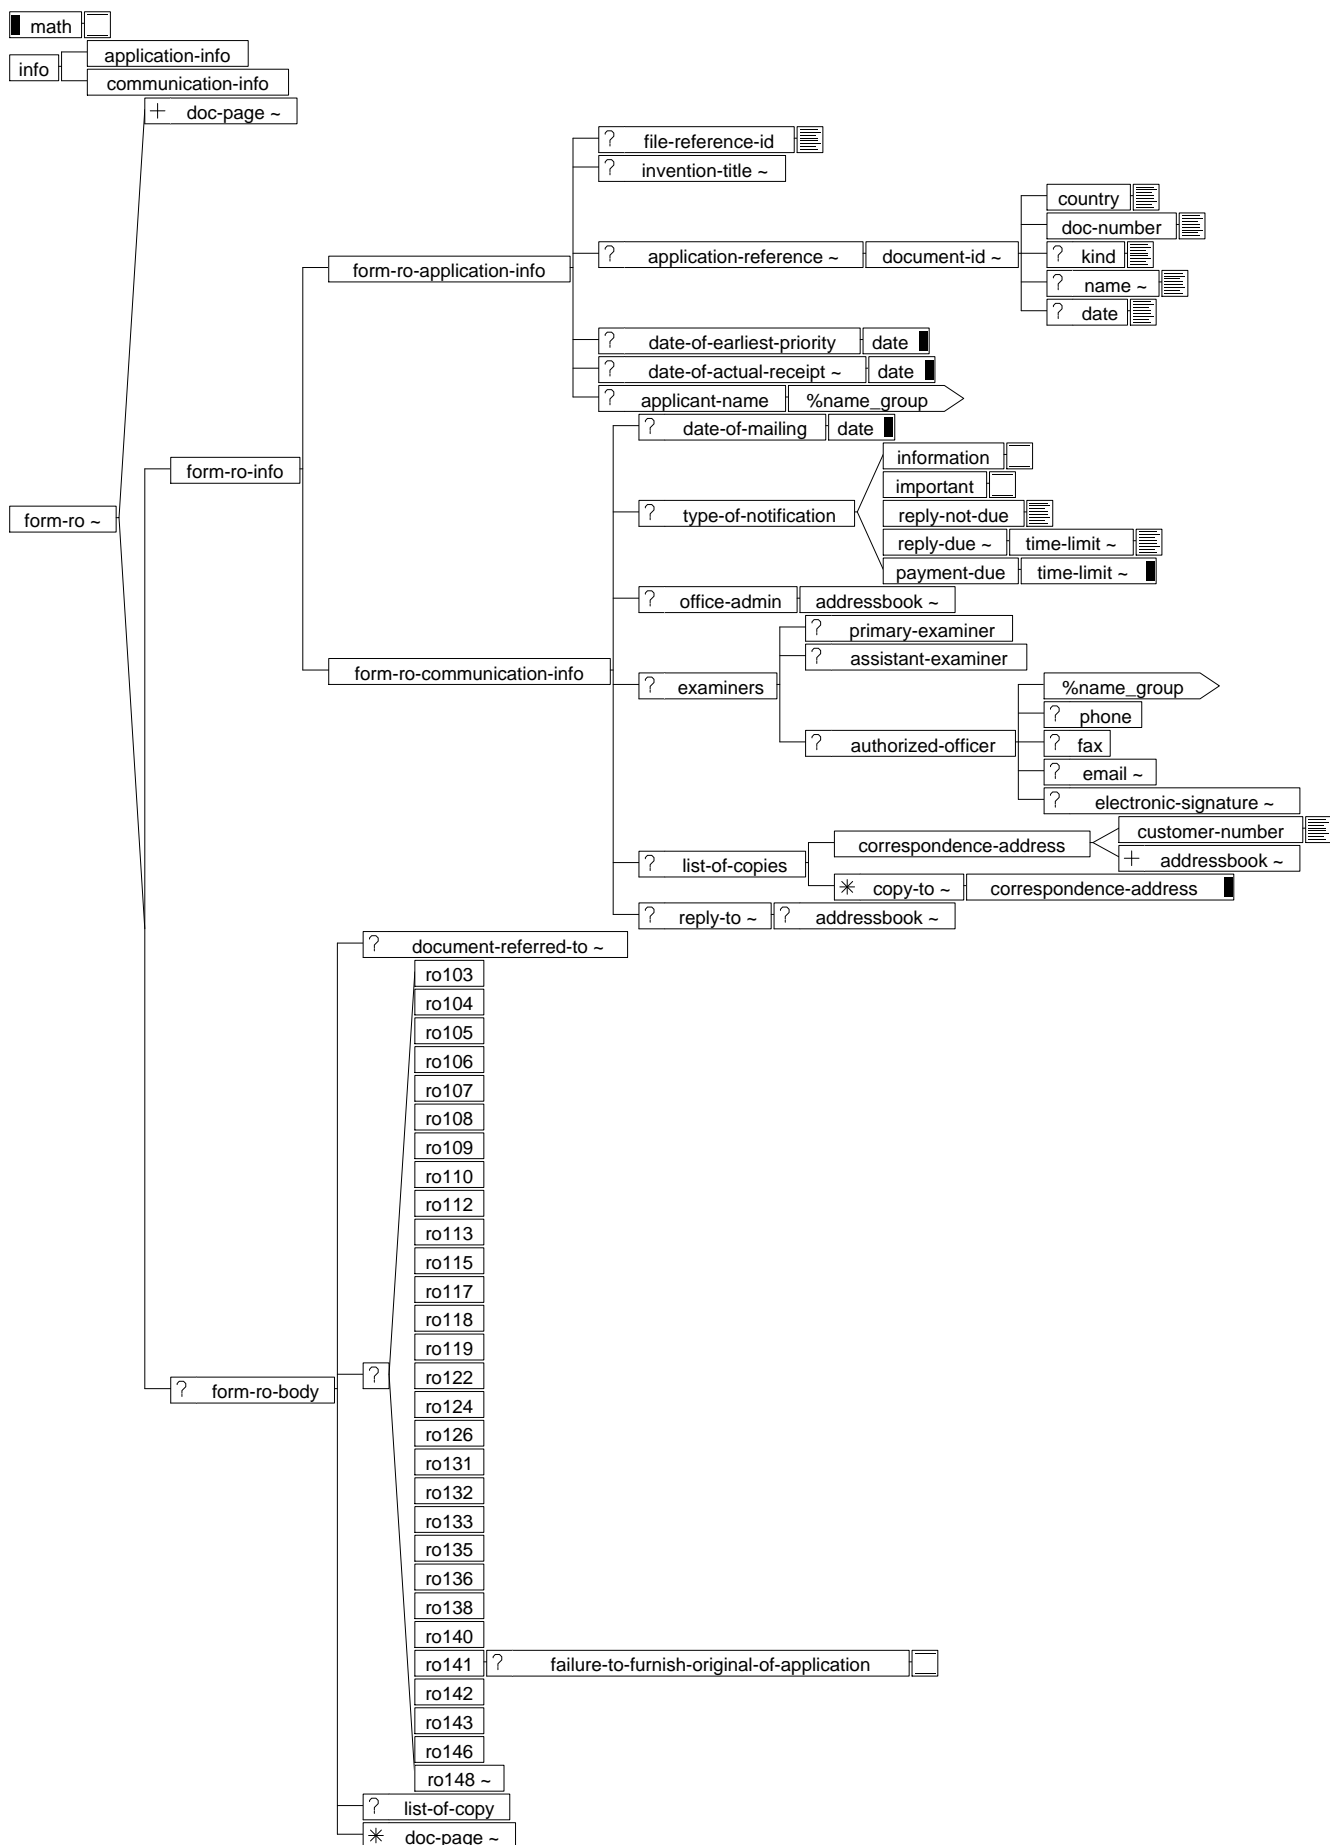 math
application-info
info
communication-info
+ doc-page ~
? file-reference-id
? invention-title ~
country
doc-number
form-ro-application-info
? application-reference ~ document-id ~ ? kind
? name ~
? date
? date-of-earliest-priority date
? date-of-actual-receipt ~ date
? applicant-name %name_group
? date-of-mailing date
information
form-ro-info
important
form-ro ~
? type-of-notification
reply-not-due
reply-due ~ time-limit ~
payment-due time-limit ~
? office-admin addressbook ~
? primary-examiner
? assistant-examiner
form-ro-communication-info
? examiners
%name_group
? phone
? authorized-officer ? fax
? email ~
? electronic-signature ~
customer-number
correspondence-address
+ addressbook ~
? list-of-copies
* copy-to ~ correspondence-address
? reply-to ~ ? addressbook ~
? document-referred-to ~
ro103
ro104
ro105
ro106
ro107
ro108
ro109
ro110
ro112
ro113
ro115
ro117
ro118
ro119
?
ro122
? form-ro-body
ro124
ro126
ro131
ro132
ro133
ro135
ro136
ro138
ro140
ro141 ? failure-to-furnish-original-of-application
ro142
ro143
ro146
ro148 ~
? list-of-copy
* doc-page ~